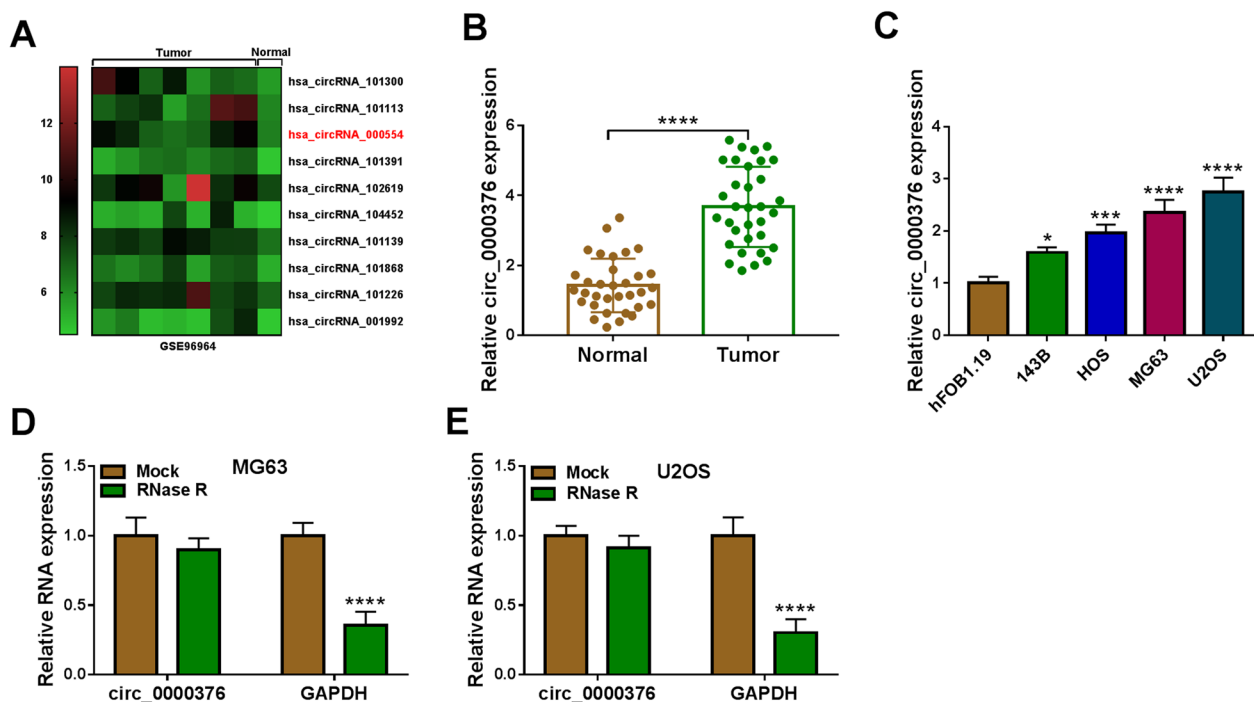 A
Tumor
Normal
12
10
8
6
hsa_circRNA_101300
hsa_circRNA_101113
hsa_circRNA_000554
hsa_circRNA_101391
hsa_circRNA_102619
hsa_circRNA_104452
hsa_circRNA_101139
hsa_circRNA_101868
hsa_circRNA_101226
hsa_circRNA_001992
GSE96964
B
Relative circ_0000376 expression
6
4
2
0
****
Normal
Tumor
C
Relative circ_0000376 expression
4
3
2
1
0
*
***
****
****
hFOB1.19
143B
HOS
MG63
U2OS
D
Relative RNA expression
1.5
1.0
0.5
0.0
Mock
RNase R
MG63
****
circ_0000376
GAPDH
E
Relative RNA expression
1.5
1.0
0.5
0.0
Mock
RNase R
U2OS
****
circ_0000376
GAPDH